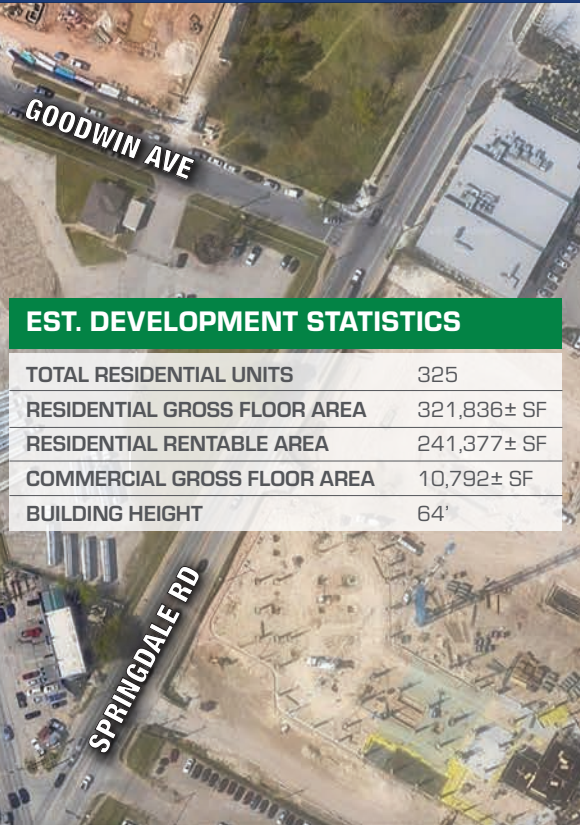 GOODWIN AVE
EST. DEVELOPMENT STATISTICS
TOTAL RESIDENTIAL UNITS 325
RESIDENTIAL GROSS FLOOR AREA 321,836± SF
RESIDENTIAL RENTABLE AREA 241,377± SF
COMMERCIAL GROSS FLOOR AREA 10,792± SF
BUILDING HEIGHT 64'
SPRINGDALE RD